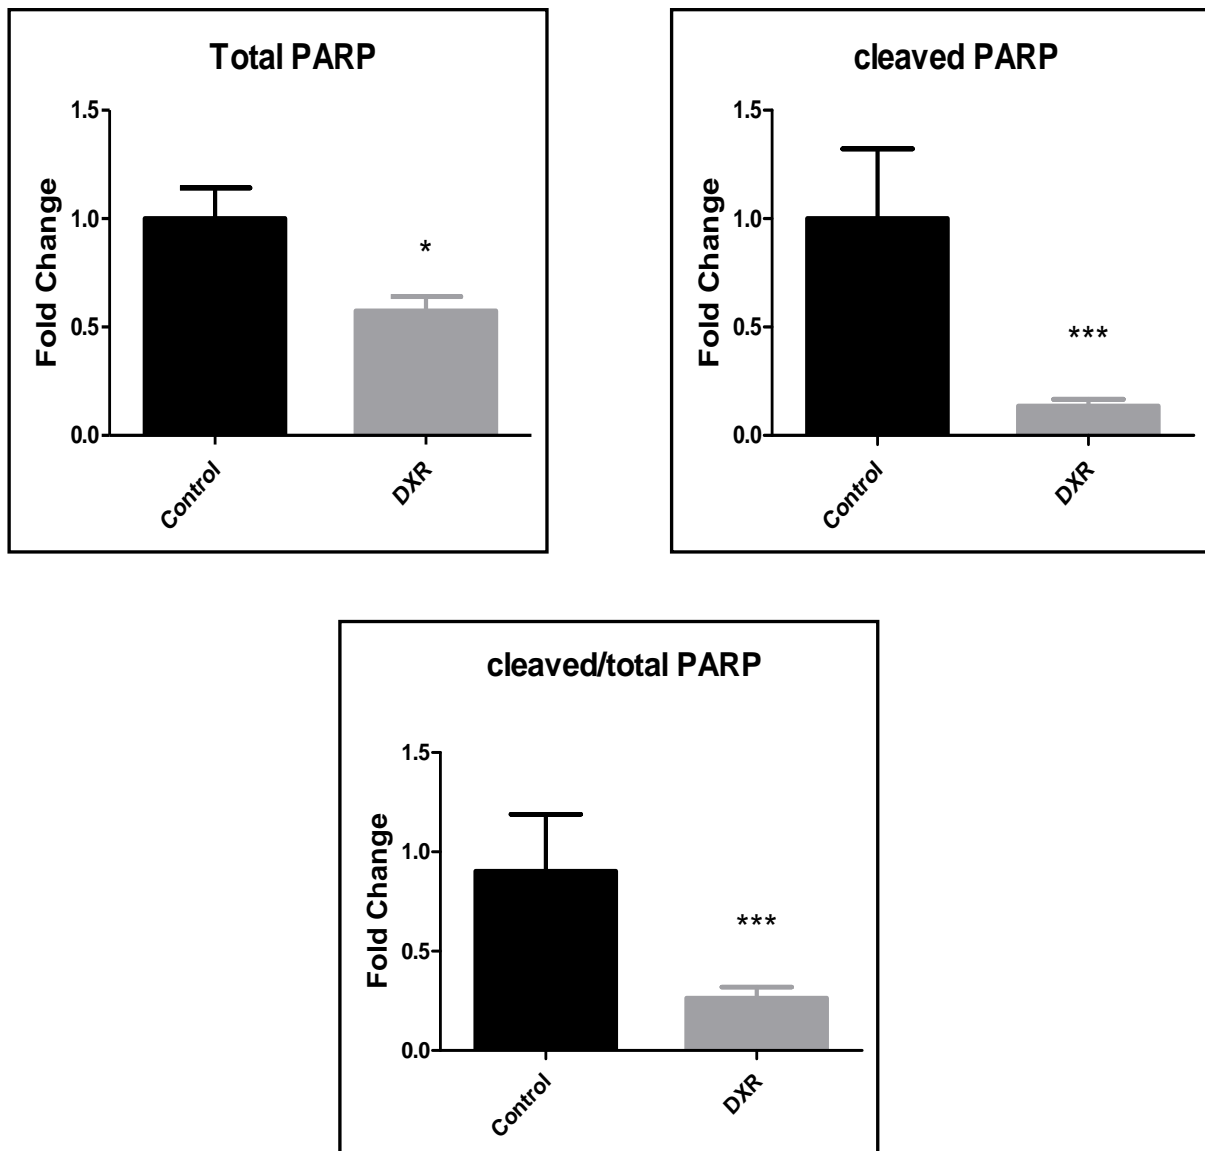 Total PARP
1.5
1.0
0.5
0.0
Fold Change
*
Control
DXR
cleaved PARP
1.5
1.0
0.5
0.0
Fold Change
***
Control
DXR
cleaved/total PARP
1.5
1.0
0.5
0.0
Fold Change
***
Control
DXR